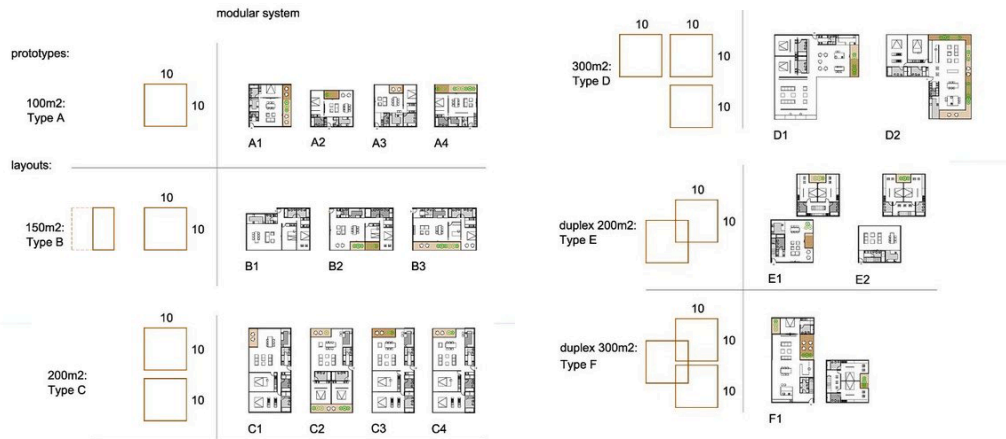 modular system
prototypes:
10
10
100m2:
Type A
A1 A2 A3 A4
layouts:
10
10
150m2:
Type B
B1 B2 B3
10
10
10
200m2:
Type C
C1 C2 C3 C4
10 10
10
10
300m2:
Type D
D1 D2
10
10
duplex 200m2:
Type E
E1 E2
10
10
10
duplex 300m2:
Type F
F1